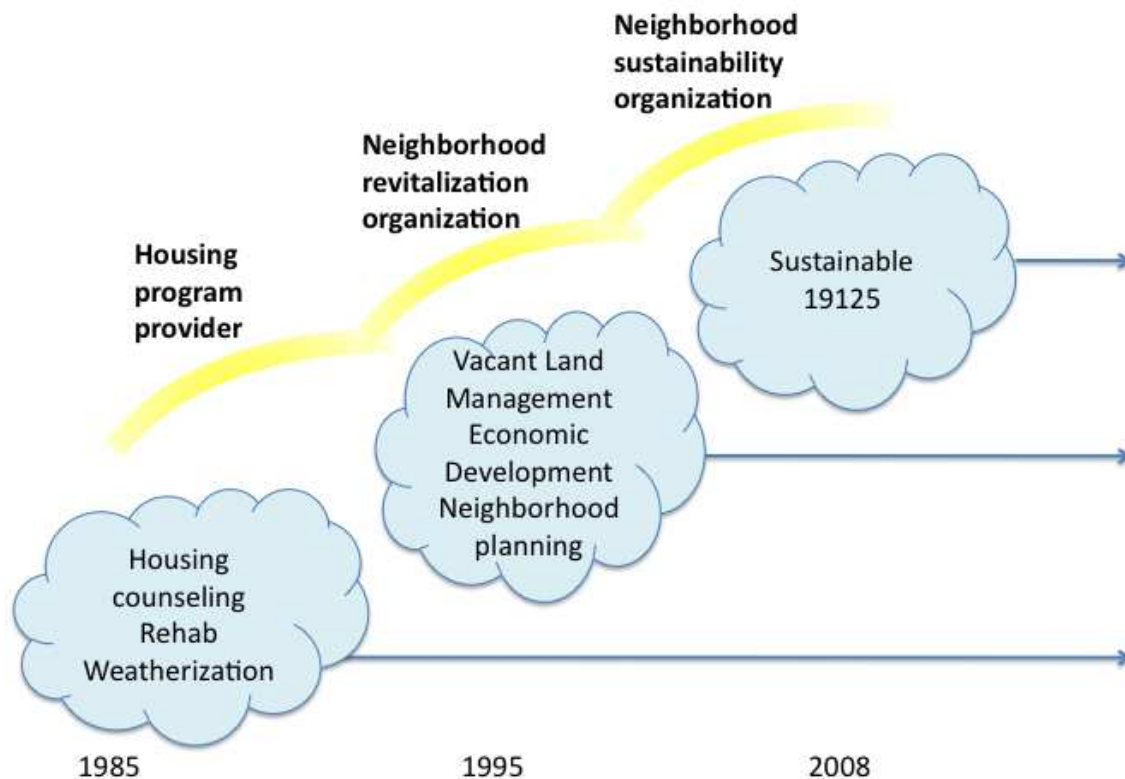 Neighborhood
sustainability
organization
Neighborhood
revitalization
organization
Housing
program
provider
Sustainable
19125
Vacant Land
Management
Economic
Development
Neighborhood
planning
Housing
counseling
Rehab
Weatherization
1985
1995
2008